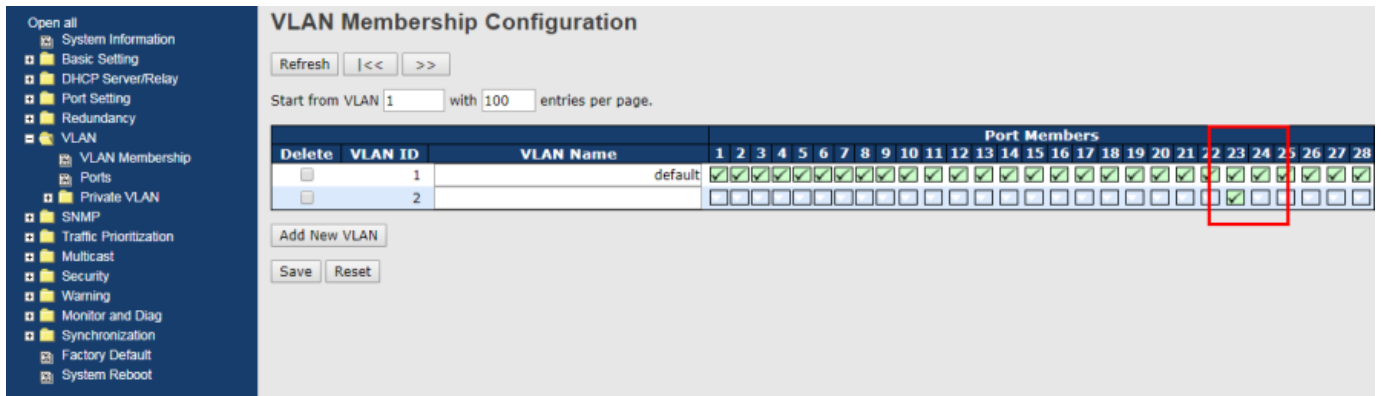 Open all
System Information
Basic Setting
DHCP Server/Relay
Port Setting
Redundancy
VLAN
VLAN Membership
Ports
Private VLAN
SNMP
Traffic Prioritization
Multicast
Security
Warning
Monitor and Diag
Synchronization
Factory Default
System Reboot
VLAN Membership Configuration
Refresh |<< >>
Start from VLAN 1 with 100 entries per page.
Port Members
Delete VLAN ID VLAN Name 1 2 3 4 5 6 7 8 9 10 11 12 13 14 15 16 17 18 19 20 21 22 23 24 25 26 27 28
1 default
2
Add New VLAN
Save Reset